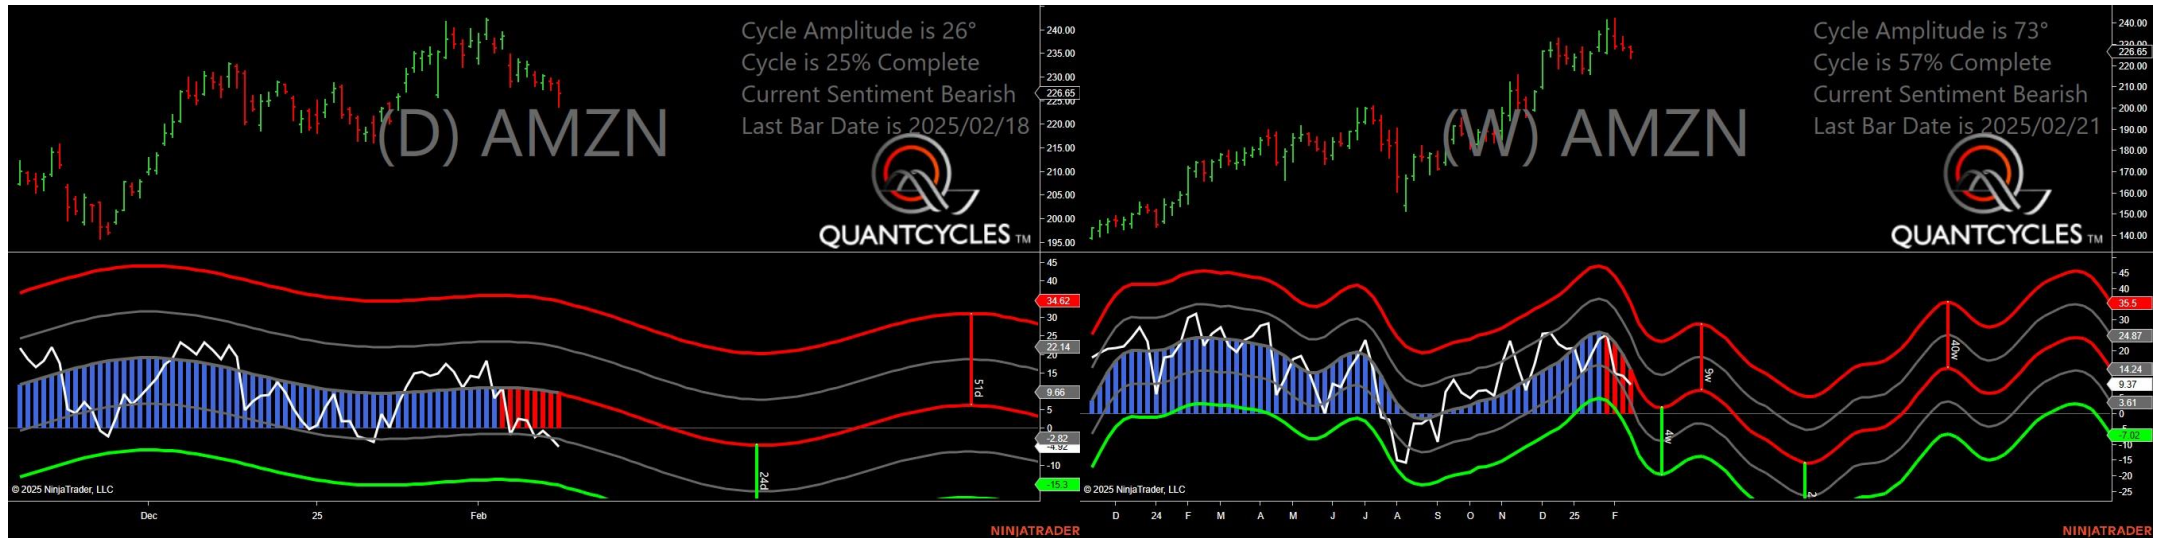 Cycle Amplitude is 26°
Cycle is 25% Complete
Current Sentiment Bearish
Last Bar Date is 2025/02/18
(D) AMZN
QUANTCYCLES TM
240.00
235.00
230.00
226.65
225.00
220.00
215.00
210.00
205.00
200.00
195.00
45
40
34.62
30
25
22.14
20
15
9.66
5
0
-2.82
-4.92
-10
-15.3
51d
24d
© 2025 NinjaTrader, LLC
Dec
25
Feb
NINJATRADER
Cycle Amplitude is 73°
Cycle is 57% Complete
Current Sentiment Bearish
Last Bar Date is 2025/02/21
(W) AMZN
QUANTCYCLES TM
240.00
230.00
226.65
220.00
210.00
200.00
190.00
180.00
170.00
160.00
150.00
140.00
45
40
35.5
30
24.87
20
14.24
9.37
3.61
0
-7.02
-10
-15
-20
-25
9w
4w
40w
2
© 2025 NinjaTrader, LLC
D 24 F M A M J J A S O N D 25 F
NINJATRADER